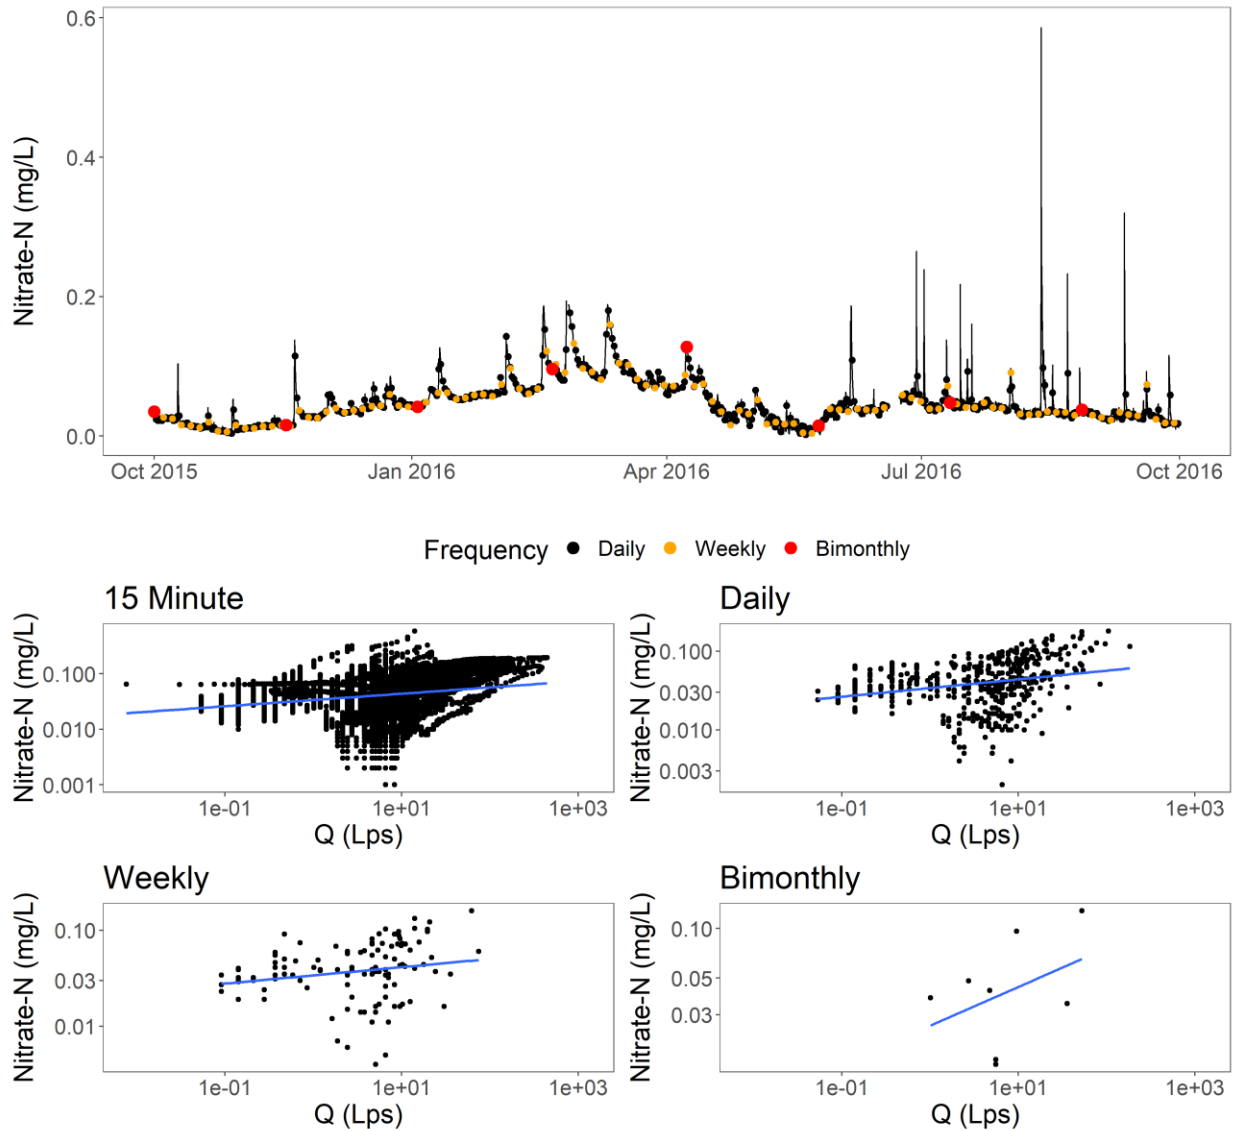 Nitrate-N (mg/L)
0.6
0.4
0.2
0.0
Oct 2015 Jan 2016 Apr 2016 Jul 2016 Oct 2016
Frequency Daily Weekly Bimonthly
15 Minute
Nitrate-N (mg/L)
0.100
0.010
0.001
1e-01 1e+01 1e+03
Q (Lps)
Daily
Nitrate-N (mg/L)
0.100
0.030
0.010
0.003
1e-01 1e+01 1e+03
Q (Lps)
Weekly
Nitrate-N (mg/L)
0.10
0.03
0.01
1e-01 1e+01 1e+03
Q (Lps)
Bimonthly
Nitrate-N (mg/L)
0.10
0.05
0.03
1e-01 1e+01 1e+03
Q (Lps)